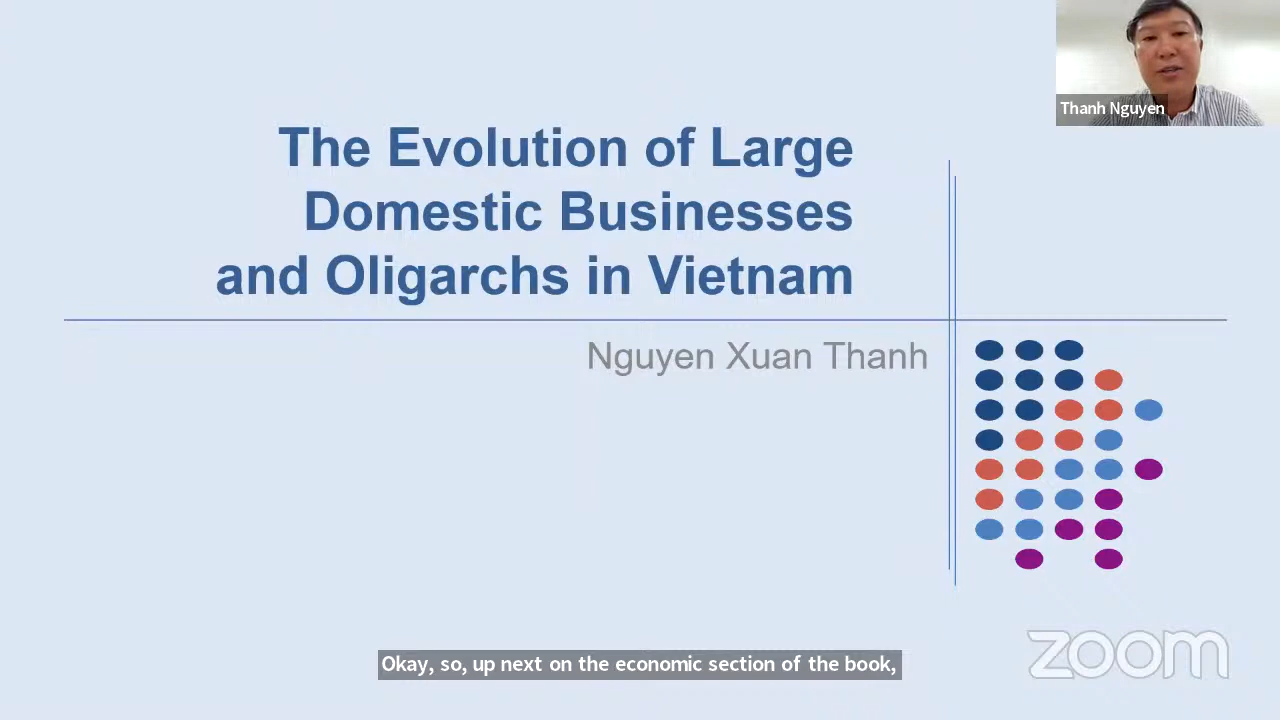 Thanh Nguyen
The Evolution of Large
Domestic Businesses
and Oligarchs in Vietnam
Nguyen Xuan Thanh
zoom
Okay, so, up next on the economic section of the book,